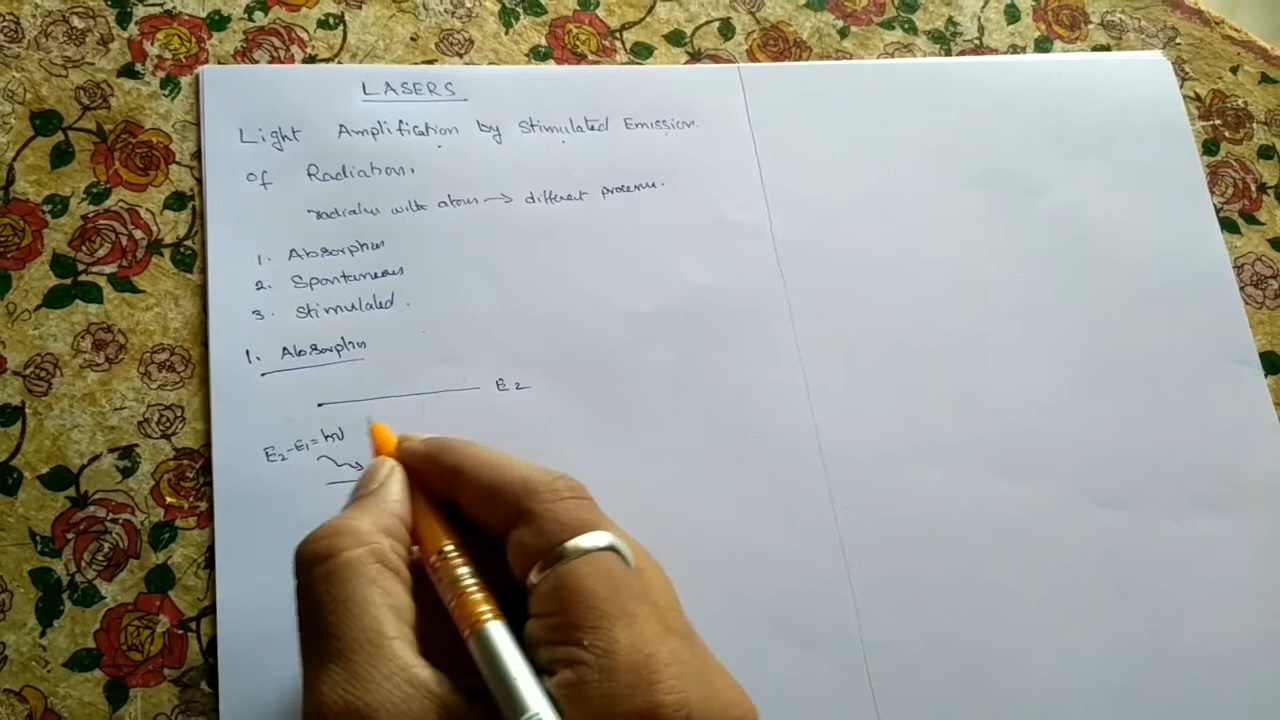 LASERS
Light Amplification by Stimulated Emission
of Radiation.
radiation with atom → different process.
1. Absorption
2. Spontaneous
3. Stimulated.
1. Absorption
E2
E2-E1=hν